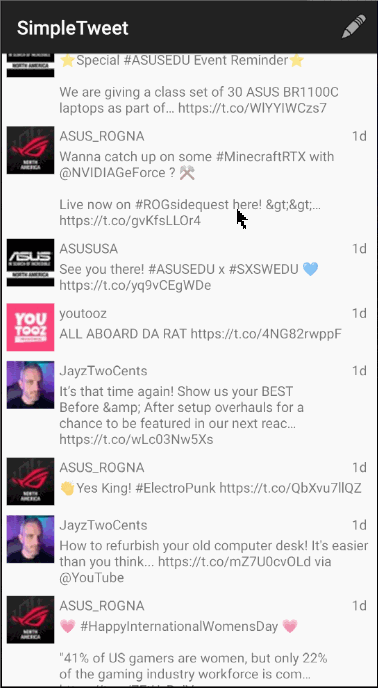 SimpleTweet
⭐Special #ASUSEDU Event Reminder⭐
We are giving a class set of 30 ASUS BR1100C
laptops as part of... https://t.co/WlYYIWCzs7
ASUS_ROGNA 1d
Wanna catch up on some #MinecraftRTX with
@NVIDIAGeForce ? ⚒️
Live now on #ROGsidequest here! &gt;&gt;...
https://t.co/gvKfsLLOr4
ASUSUSA 1d
See you there! #ASUSEDU x #SXSWEDU 💙
https://t.co/yq9vCEgWDe
youtooz 1d
ALL ABOARD DA RAT https://t.co/4NG82rwppF
JayzTwoCents 1d
It's that time again! Show us your BEST
Before &amp; After setup overhauls for a
chance to be featured in our next reac...
https://t.co/wLc03Nw5Xs
ASUS_ROGNA 1d
👏Yes King! #ElectroPunk https://t.co/QbXvu7llQZ
JayzTwoCents 1d
How to refurbish your old computer desk! It's easier
than you think... https://t.co/mZ7U0cvOLd via
@YouTube
ASUS_ROGNA 1d
💗 #HappyInternationalWomensDay 💗
"41% of US gamers are women, but only 22%
of the gaming industry workforce is com...